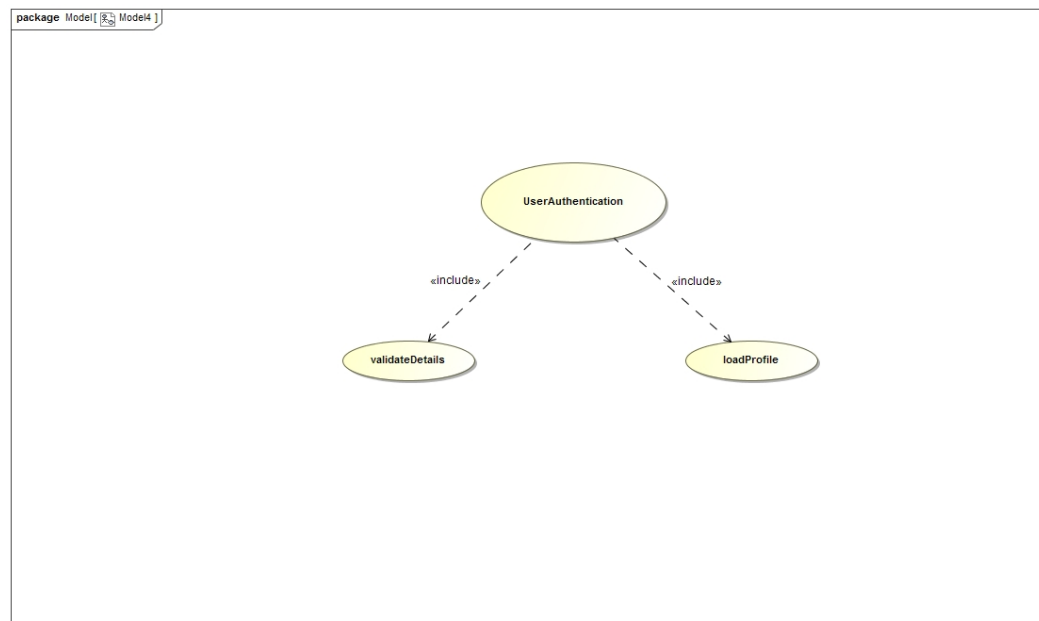 package Model[ Model4 ]
UserAuthentication
«include»
«include»
validateDetails
loadProfile